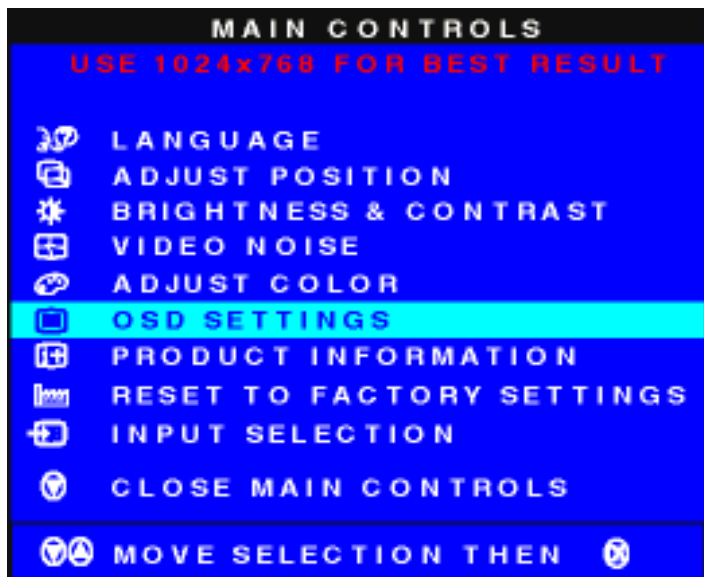 MAIN CONTROLS
USE 1024x768 FOR BEST RESULT
LANGUAGE
ADJUST POSITION
BRIGHTNESS & CONTRAST
VIDEO NOISE
ADJUST COLOR
OSD SETTINGS
PRODUCT INFORMATION
RESET TO FACTORY SETTINGS
INPUT SELECTION
CLOSE MAIN CONTROLS
MOVE SELECTION THEN